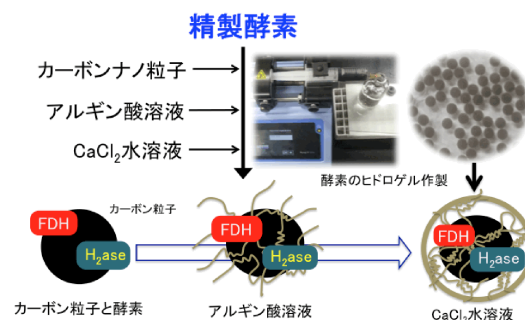 精製酵素
カーボンナノ粒子
アルギン酸溶液
CaCl₂水溶液
酵素のヒドロゲル作製
カーボン粒子
FDH
H₂ase
FDH
H₂ase
FDH
H₂ase
カーボン粒子と酵素
アルギン酸溶液
CaCl₂水溶液